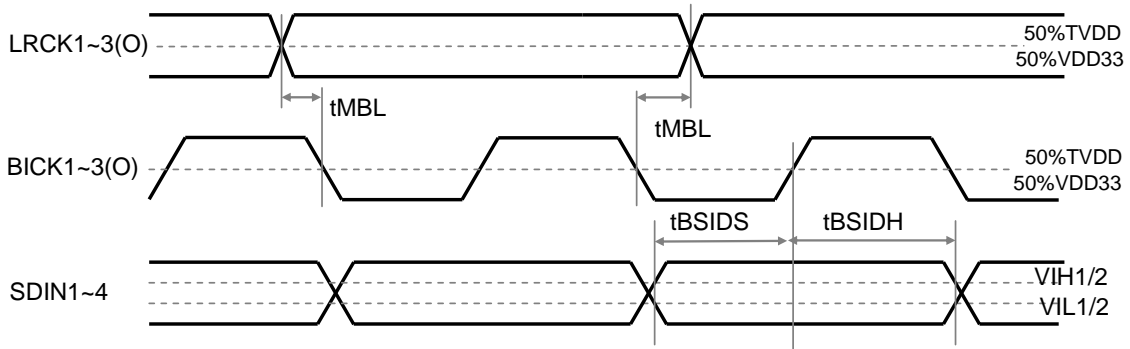 LRCK1~3(O)
50%TVDD
50%VDD33
tMBL
tMBL
BICK1~3(O)
50%TVDD
50%VDD33
tBSIDS
tBSIDH
SDIN1~4
VIH1/2
VIL1/2